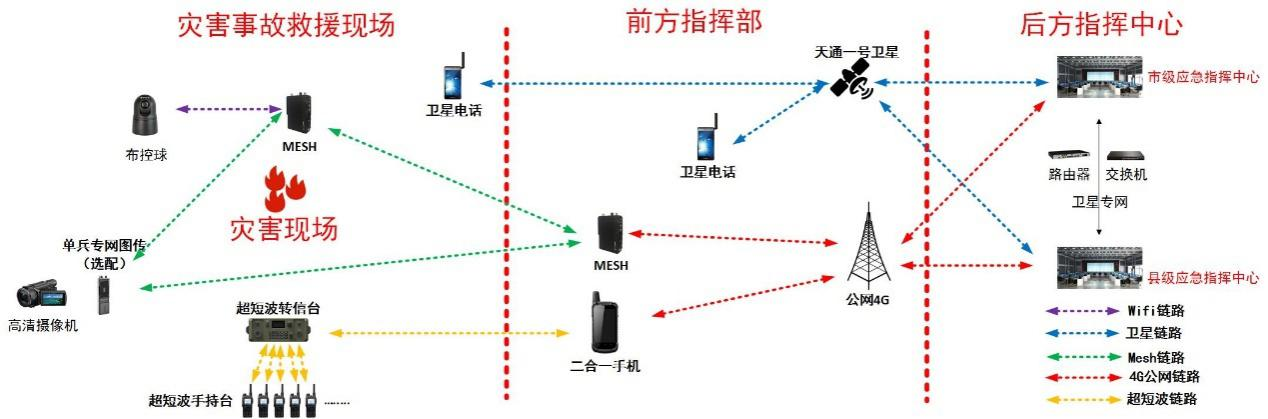 灾害事故救援现场
前方指挥部
后方指挥中心
天通一号卫星
卫星电话
市级应急指挥中心
布控球
MESH
卫星电话
路由器
交换机
卫星专网
灾害现场
单兵专网图传
（选配）
MESH
高清摄像机
公网4G
县级应急指挥中心
超短波转信台
二合一手机
超短波手持台
………
Wifi链路
卫星链路
Mesh链路
4G公网链路
超短波链路